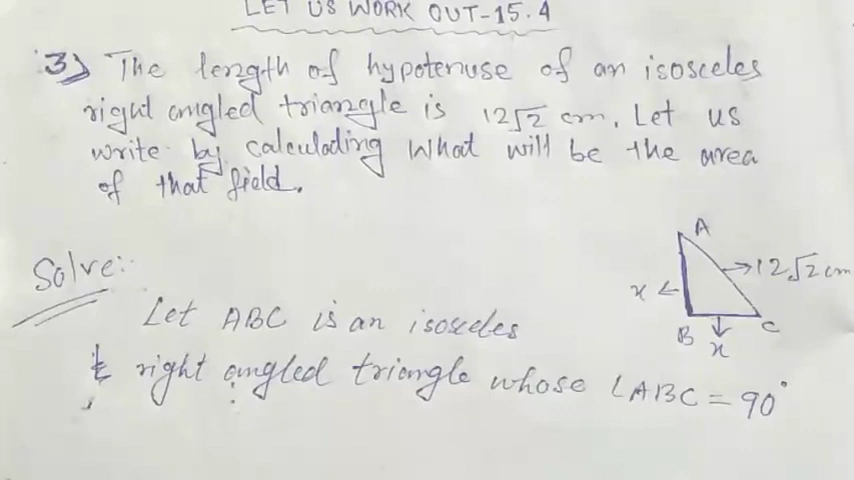 LET US WORK OUT-15.4
3) The length of hypotenuse of an isosceles
right angled triangle is 12√2 cm. Let us
write by calculating what will be the area
of that field.
Solve:-
A
12√2 cm
x
B
x
C
Let ABC is an isosceles
right angled triangle whose ∠ABC = 90°